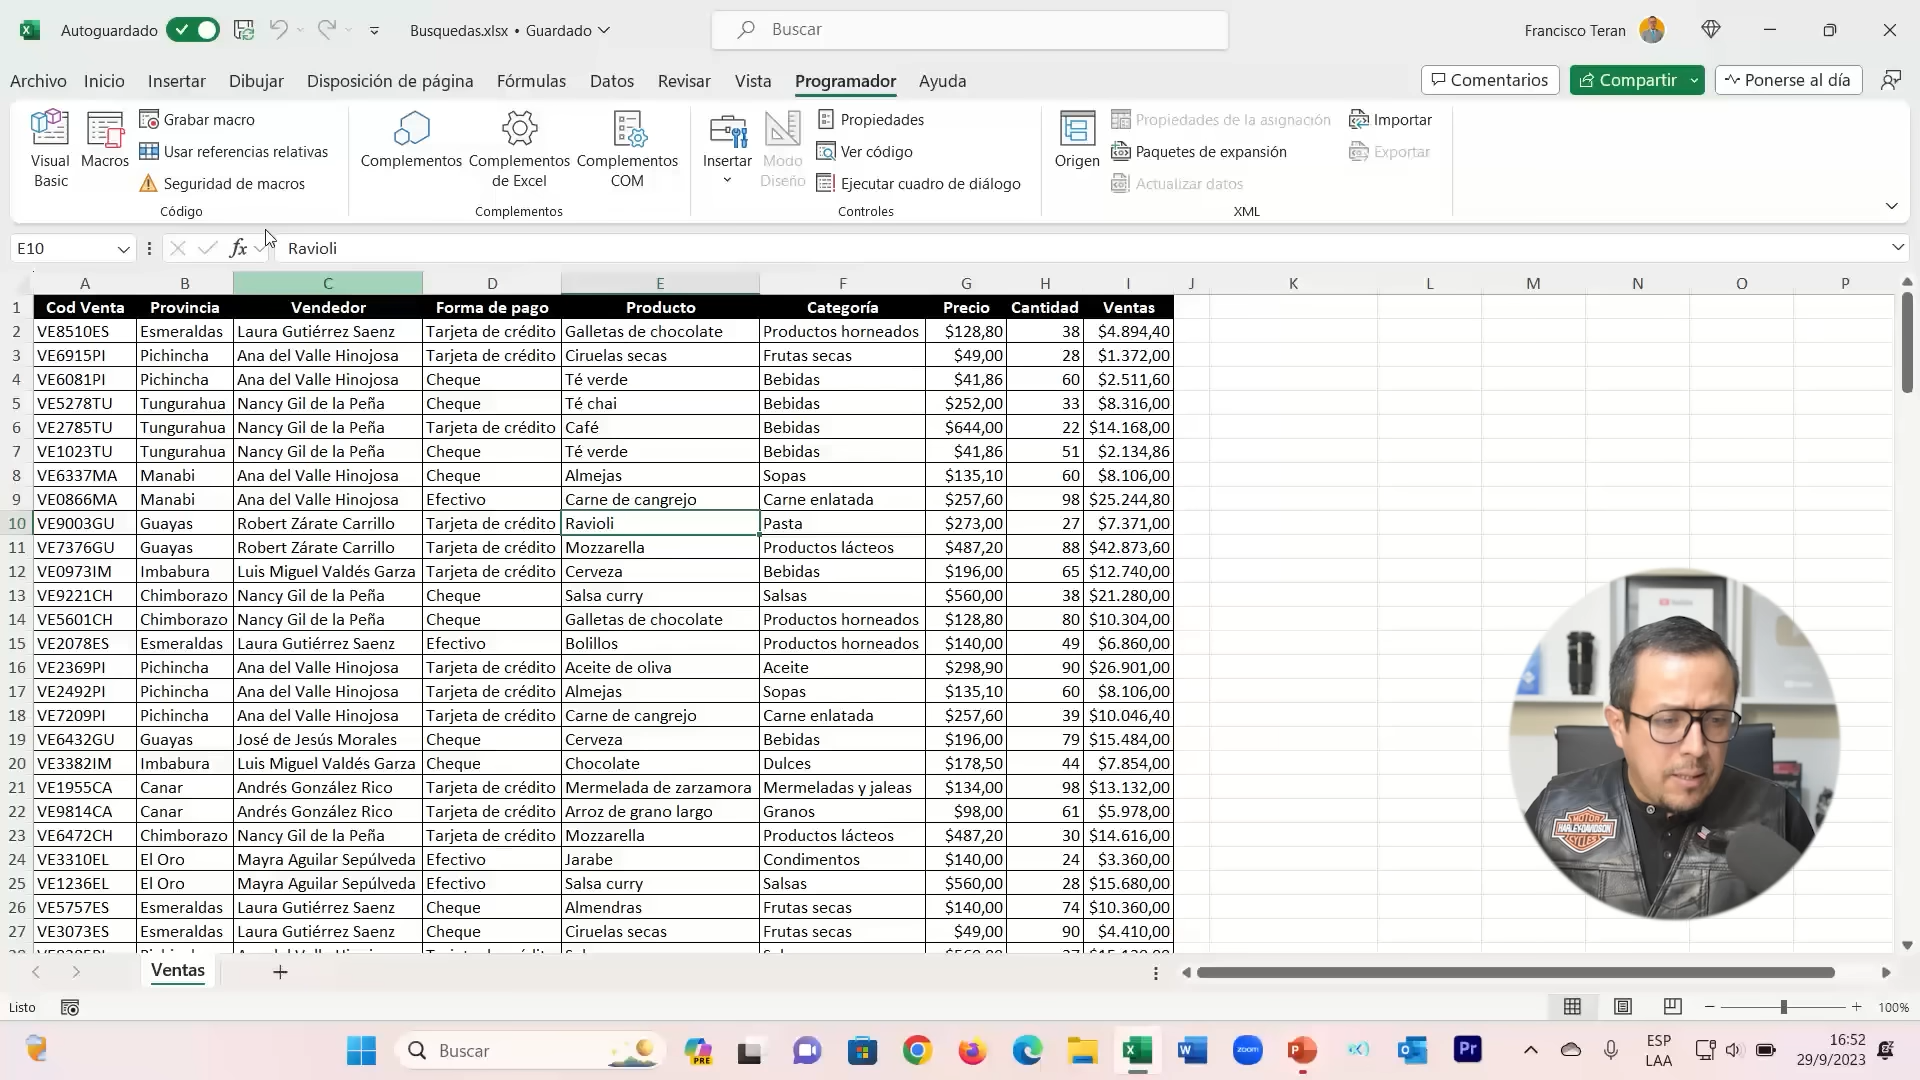 Autoguardado
Busquedas.xlsx • Guardado
Buscar
Francisco Teran
Archivo Inicio Insertar Dibujar Disposición de página Fórmulas Datos Revisar Vista Programador Ayuda
Comentarios Compartir Ponerse al día
Visual Basic
Macros
Grabar macro
Usar referencias relativas
Seguridad de macros
Código
Complementos
Complementos de Excel
Complementos COM
Complementos
Insertar
Modo Diseño
Propiedades
Ver código
Ejecutar cuadro de diálogo
Controles
Origen
Propiedades de la asignación
Paquetes de expansión
Actualizar datos
Importar
Exportar
XML
E10 fx Ravioli
A B C D E F G H I J K L M N O P
1 Cod Venta Provincia Vendedor Forma de pago Producto Categoría Precio Cantidad Ventas
2 VE8510ES Esmeraldas Laura Gutiérrez Saenz Tarjeta de crédito Galletas de chocolate Productos horneados $128,80 38 $4.894,40
3 VE6915PI Pichincha Ana del Valle Hinojosa Tarjeta de crédito Ciruelas secas Frutas secas $49,00 28 $1.372,00
4 VE6081PI Pichincha Ana del Valle Hinojosa Cheque Té verde Bebidas $41,86 60 $2.511,60
5 VE5278TU Tungurahua Nancy Gil de la Peña Cheque Té chai Bebidas $252,00 33 $8.316,00
6 VE2785TU Tungurahua Nancy Gil de la Peña Tarjeta de crédito Café Bebidas $644,00 22 $14.168,00
7 VE1023TU Tungurahua Nancy Gil de la Peña Cheque Té verde Bebidas $41,86 51 $2.134,86
8 VE6337MA Manabi Ana del Valle Hinojosa Cheque Almejas Sopas $135,10 60 $8.106,00
9 VE0866MA Manabi Ana del Valle Hinojosa Efectivo Carne de cangrejo Carne enlatada $257,60 98 $25.244,80
10 VE9003GU Guayas Robert Zárate Carrillo Tarjeta de crédito Ravioli Pasta $273,00 27 $7.371,00
11 VE7376GU Guayas Robert Zárate Carrillo Tarjeta de crédito Mozzarella Productos lácteos $487,20 88 $42.873,60
12 VE0973IM Imbabura Luis Miguel Valdés Garza Tarjeta de crédito Cerveza Bebidas $196,00 65 $12.740,00
13 VE9221CH Chimborazo Nancy Gil de la Peña Cheque Salsa curry Salsas $560,00 38 $21.280,00
14 VE5601CH Chimborazo Nancy Gil de la Peña Cheque Galletas de chocolate Productos horneados $128,80 80 $10.304,00
15 VE2078ES Esmeraldas Laura Gutiérrez Saenz Efectivo Bolillos Productos horneados $140,00 49 $6.860,00
16 VE2369PI Pichincha Ana del Valle Hinojosa Tarjeta de crédito Aceite de oliva Aceite $298,90 90 $26.901,00
17 VE2492PI Pichincha Ana del Valle Hinojosa Tarjeta de crédito Almejas Sopas $135,10 60 $8.106,00
18 VE7209PI Pichincha Ana del Valle Hinojosa Tarjeta de crédito Carne de cangrejo Carne enlatada $257,60 39 $10.046,40
19 VE6432GU Guayas José de Jesús Morales Cheque Cerveza Bebidas $196,00 79 $15.484,00
20 VE3382IM Imbabura Luis Miguel Valdés Garza Cheque Chocolate Dulces $178,50 44 $7.854,00
21 VE1955CA Canar Andrés González Rico Tarjeta de crédito Mermelada de zarzamora Mermeladas y jaleas $134,00 98 $13.132,00
22 VE9814CA Canar Andrés González Rico Tarjeta de crédito Arroz de grano largo Granos $98,00 61 $5.978,00
23 VE6472CH Chimborazo Nancy Gil de la Peña Tarjeta de crédito Mozzarella Productos lácteos $487,20 30 $14.616,00
24 VE3310EL El Oro Mayra Aguilar Sepúlveda Efectivo Jarabe Condimentos $140,00 24 $3.360,00
25 VE1236EL El Oro Mayra Aguilar Sepúlveda Efectivo Salsa curry Salsas $560,00 28 $15.680,00
26 VE5757ES Esmeraldas Laura Gutiérrez Saenz Cheque Almendras Frutas secas $140,00 74 $10.360,00
27 VE3073ES Esmeraldas Laura Gutiérrez Saenz Cheque Ciruelas secas Frutas secas $49,00 90 $4.410,00
MOTOR
HARLEY-DAVIDSON
CYCLES
Ventas
Listo
100%
Buscar
PRE
zoom
Pr
ESP
LAA
16:52
29/9/2023